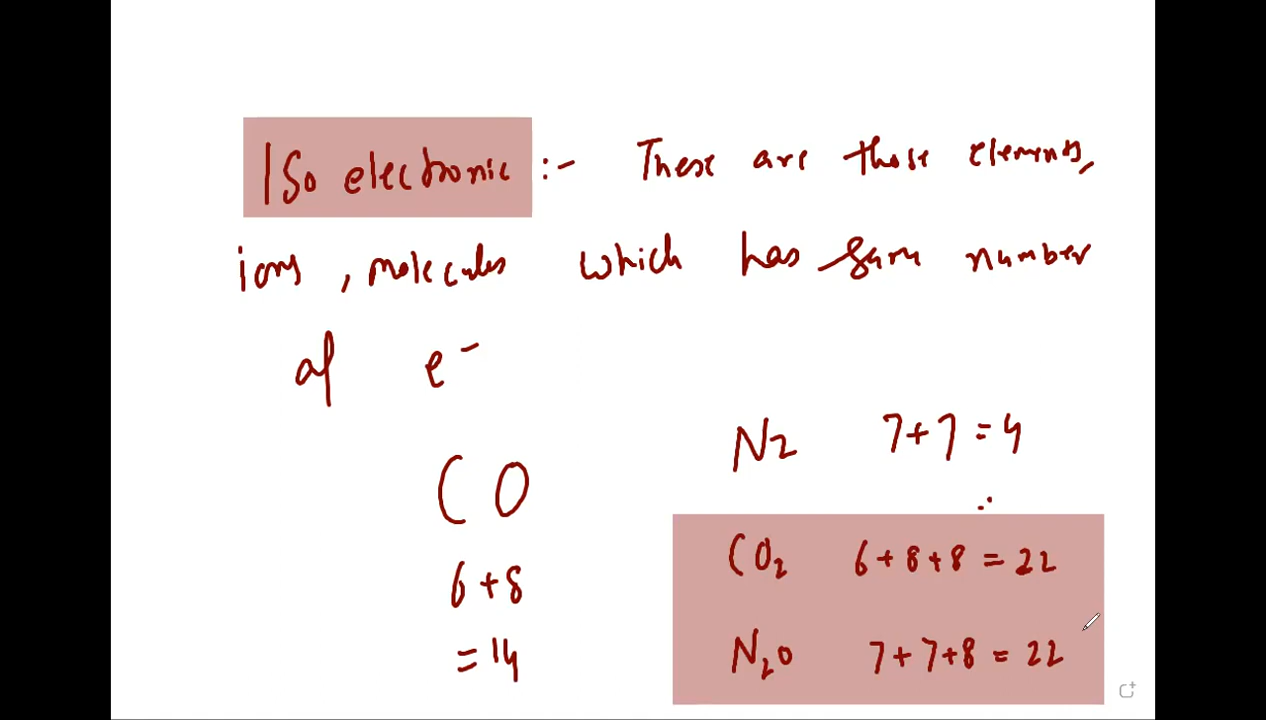 Iso electronic :- These are those elements,
ions, molecules which has same number
of e⁻
N2 7+7=4
CO
CO₂ 6+8+8=22
6+8
N₂O 7+7+8=22
=14